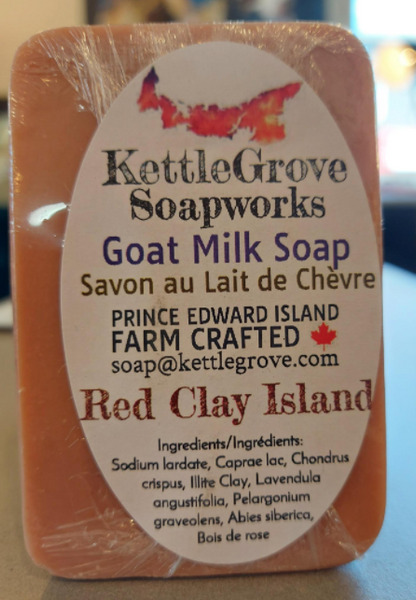 KettleGrove
Soapworks
Goat Milk Soap
Savon au Lait de Chèvre
PRINCE EDWARD ISLAND
FARM CRAFTED
soap@kettlegrove.com
Red Clay Island
Ingredients/Ingrédients:
Sodium lardate, Caprae lac, Chondrus
crispus, Illite Clay, Lavendula
angustifolia, Pelargonium
graveolens, Abies siberica,
Bois de rose